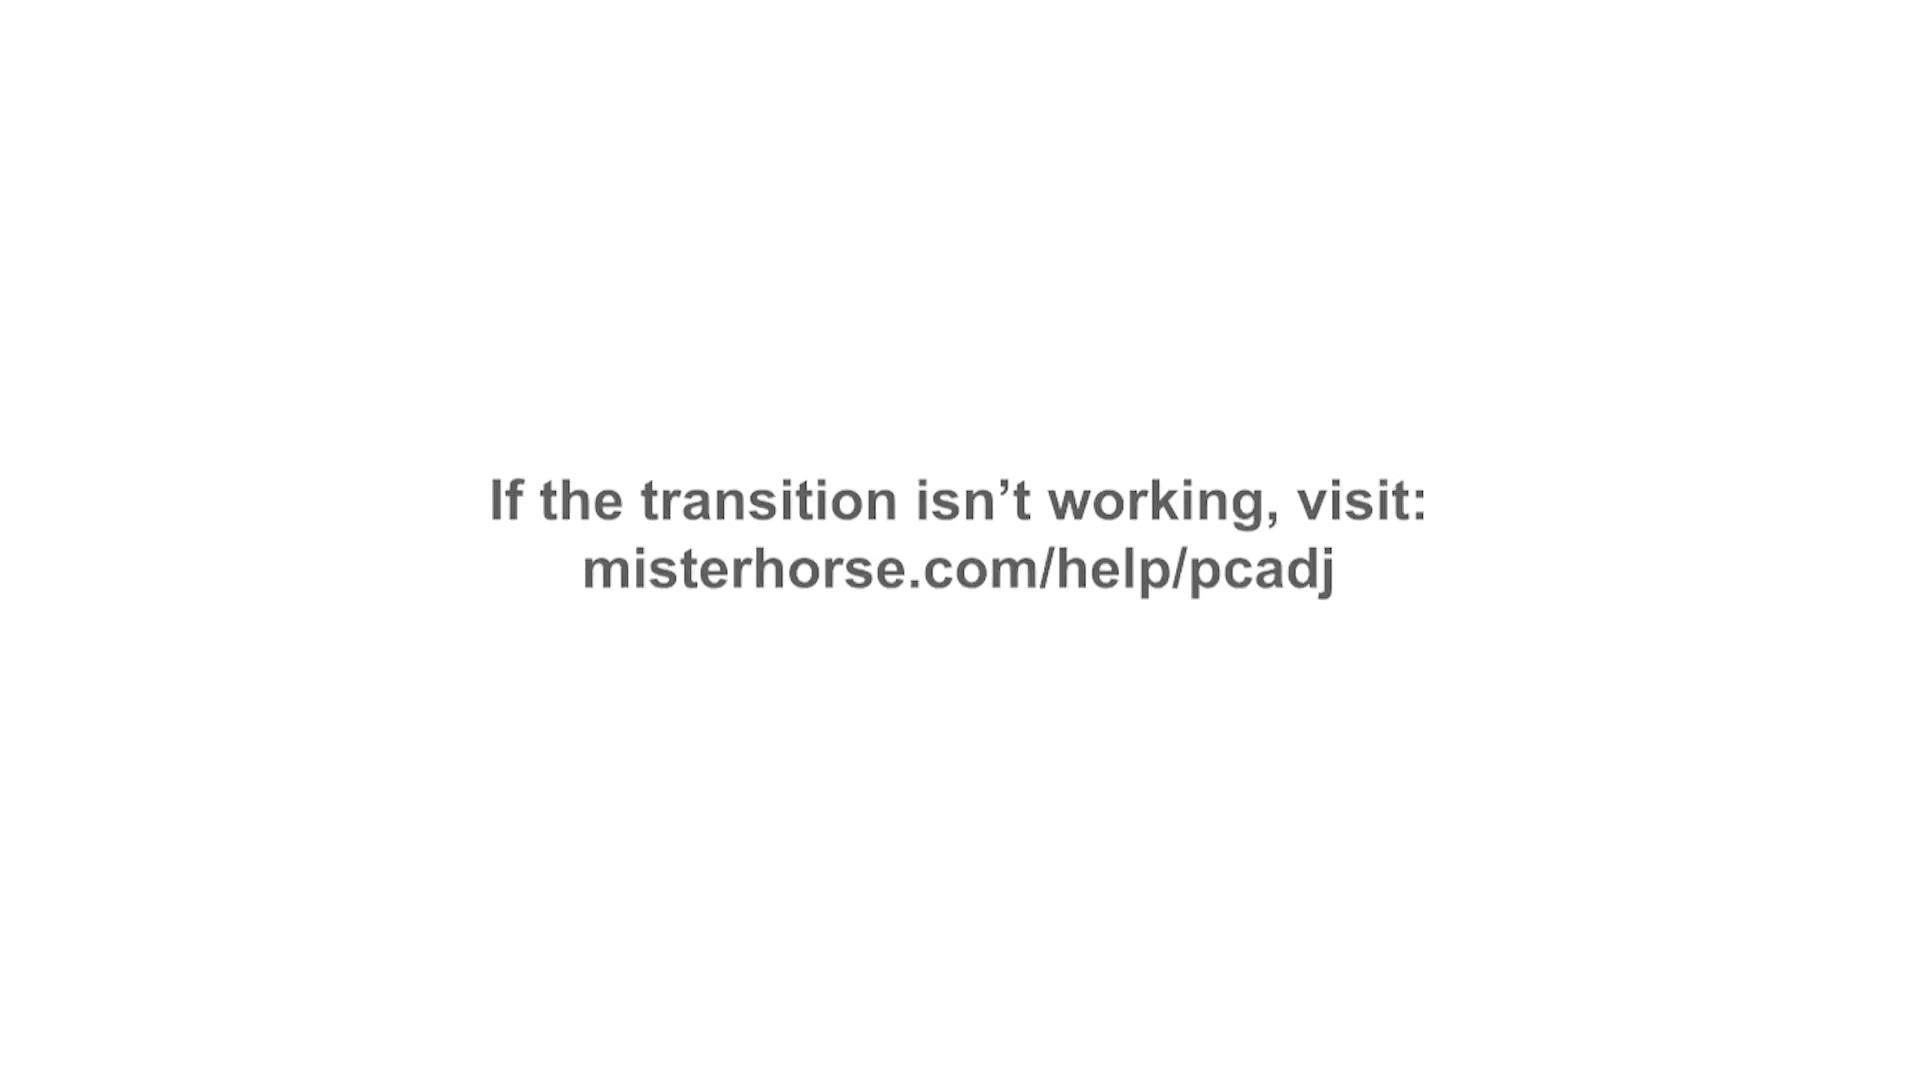 If the transition isn’t working, visit:
misterhorse.com/help/pcadj